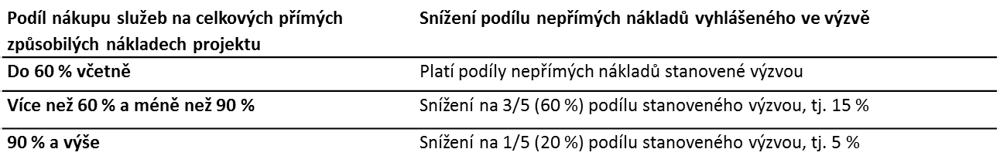 Podíl nákupu služeb na celkových přímých způsobilých nákladech projektu	Snížení podílu nepřímých nákladů vyhlášeného ve výzvě
Do 60 % včetně	Platí podíly nepřímých nákladů stanovené výzvou
Více než 60 % a méně než 90 %	Snížení na 3/5 (60 %) podílu stanoveného výzvou, tj. 15 %
90 % a výše	Snížení na 1/5 (20 %) podílu stanoveného výzvou, tj. 5 %